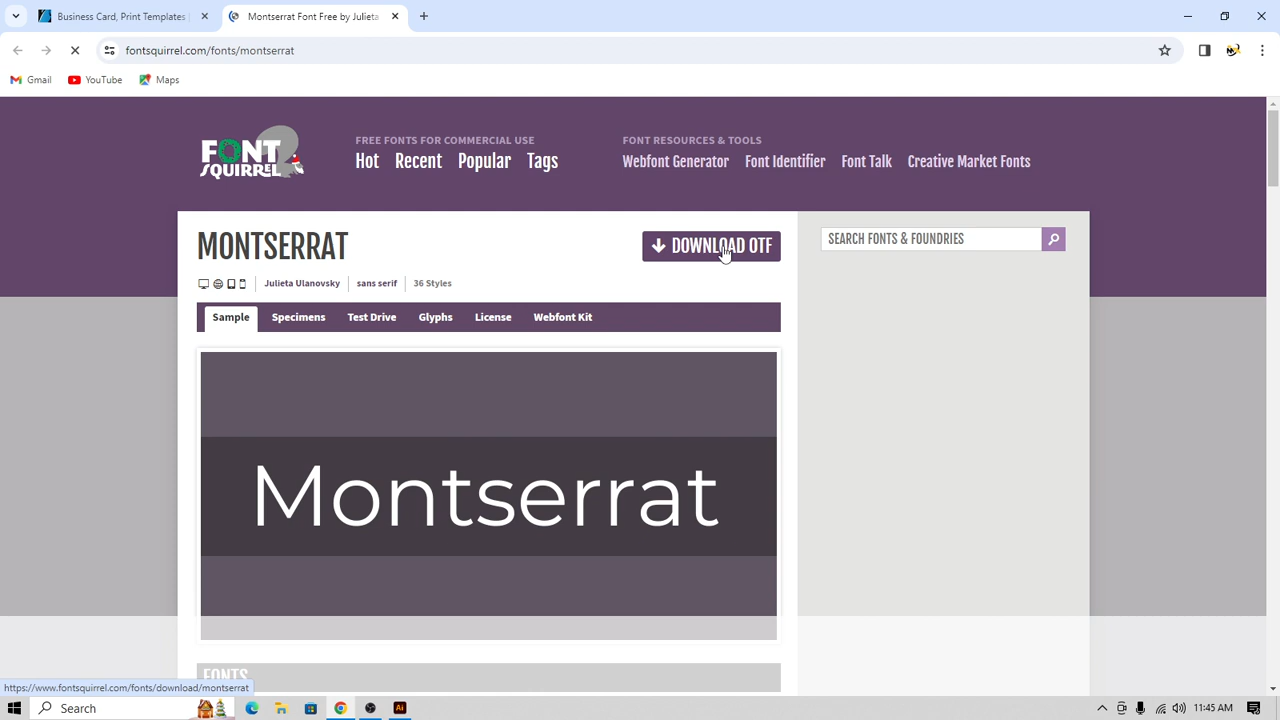 Business Card, Print Templates |
Montserrat Font Free by Julieta
fontsquirrel.com/fonts/montserrat
Gmail
YouTube
Maps
FONT SQUIRREL
FREE FONTS FOR COMMERCIAL USE
Hot Recent Popular Tags
FONT RESOURCES & TOOLS
Webfont Generator Font Identifier Font Talk Creative Market Fonts
MONTSERRAT
DOWNLOAD OTF
SEARCH FONTS & FOUNDRIES
Julieta Ulanovsky sans serif 36 Styles
Sample Specimens Test Drive Glyphs License Webfont Kit
Montserrat
FONTS
https://www.fontsquirrel.com/fonts/download/montserrat
Search
Ai
11:45 AM